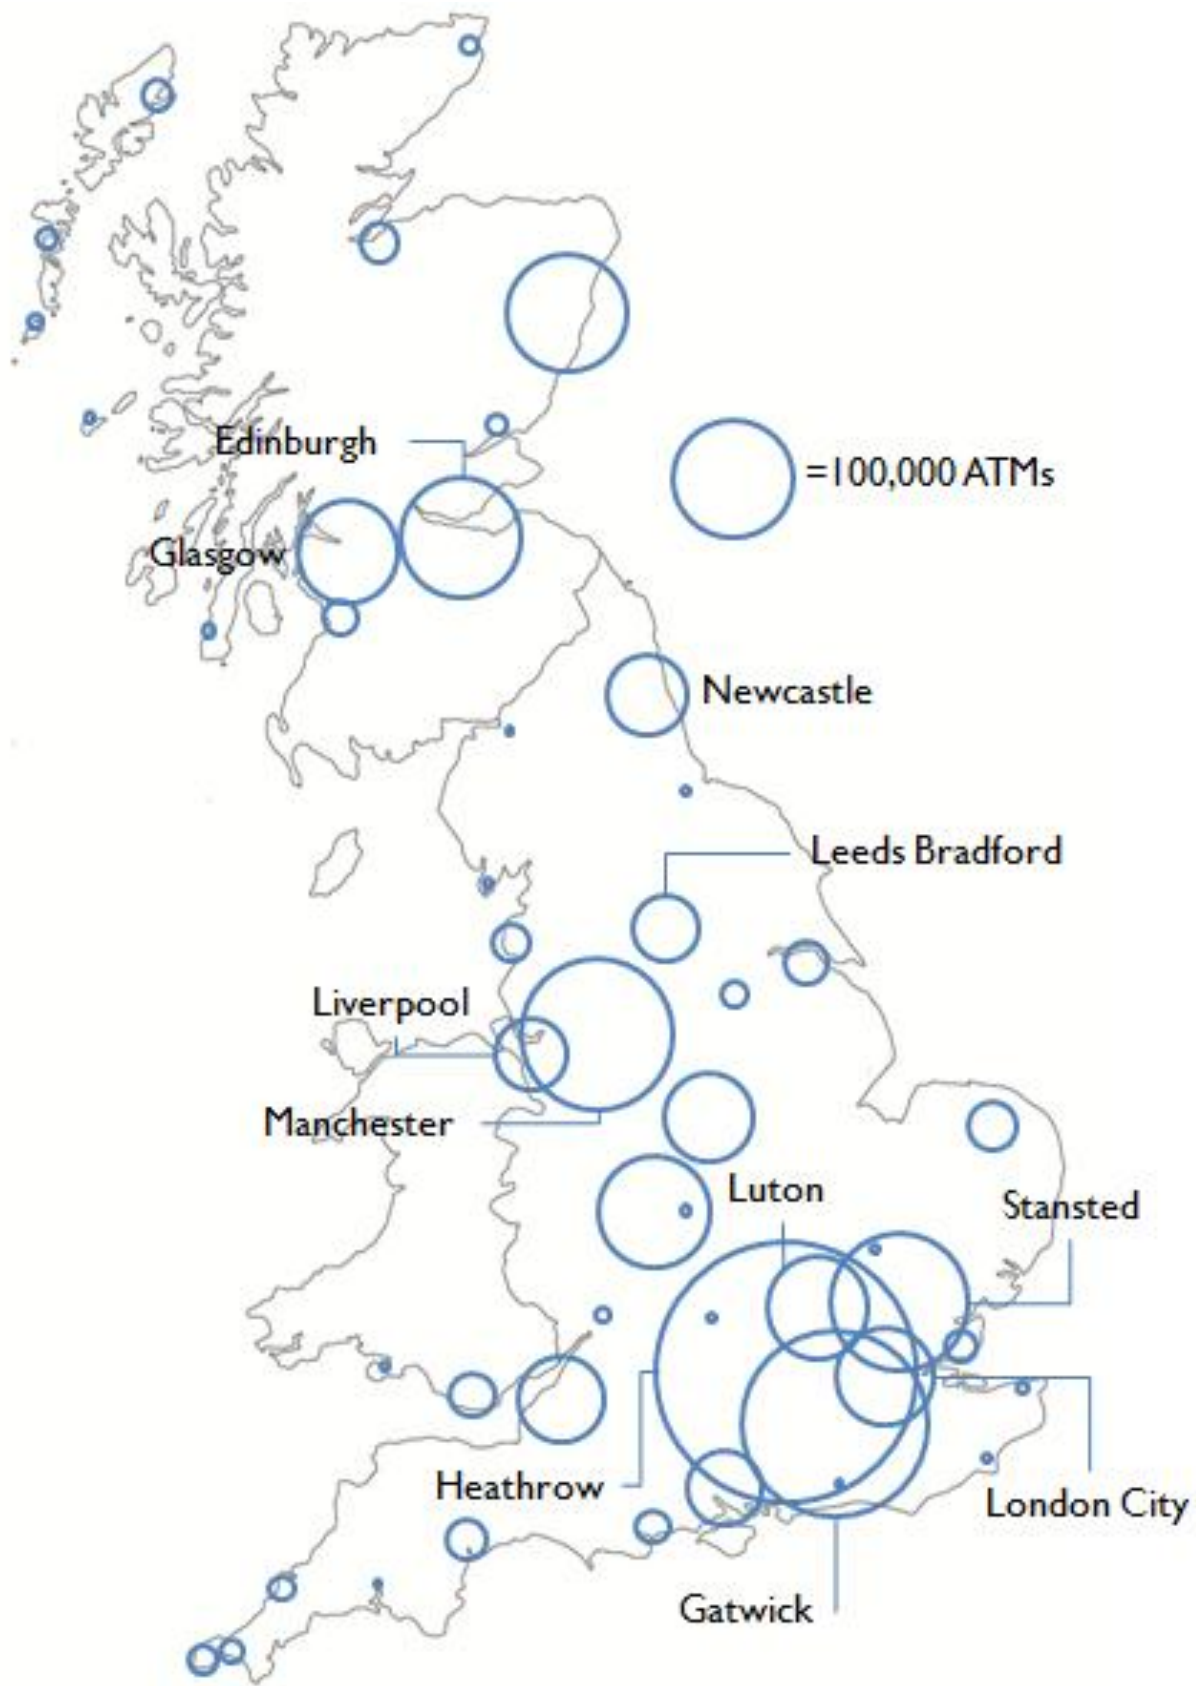 Edinburgh
=100,000 ATMs
Glasgow
Newcastle
Leeds Bradford
Liverpool
Manchester
Luton
Stansted
Heathrow
London City
Gatwick